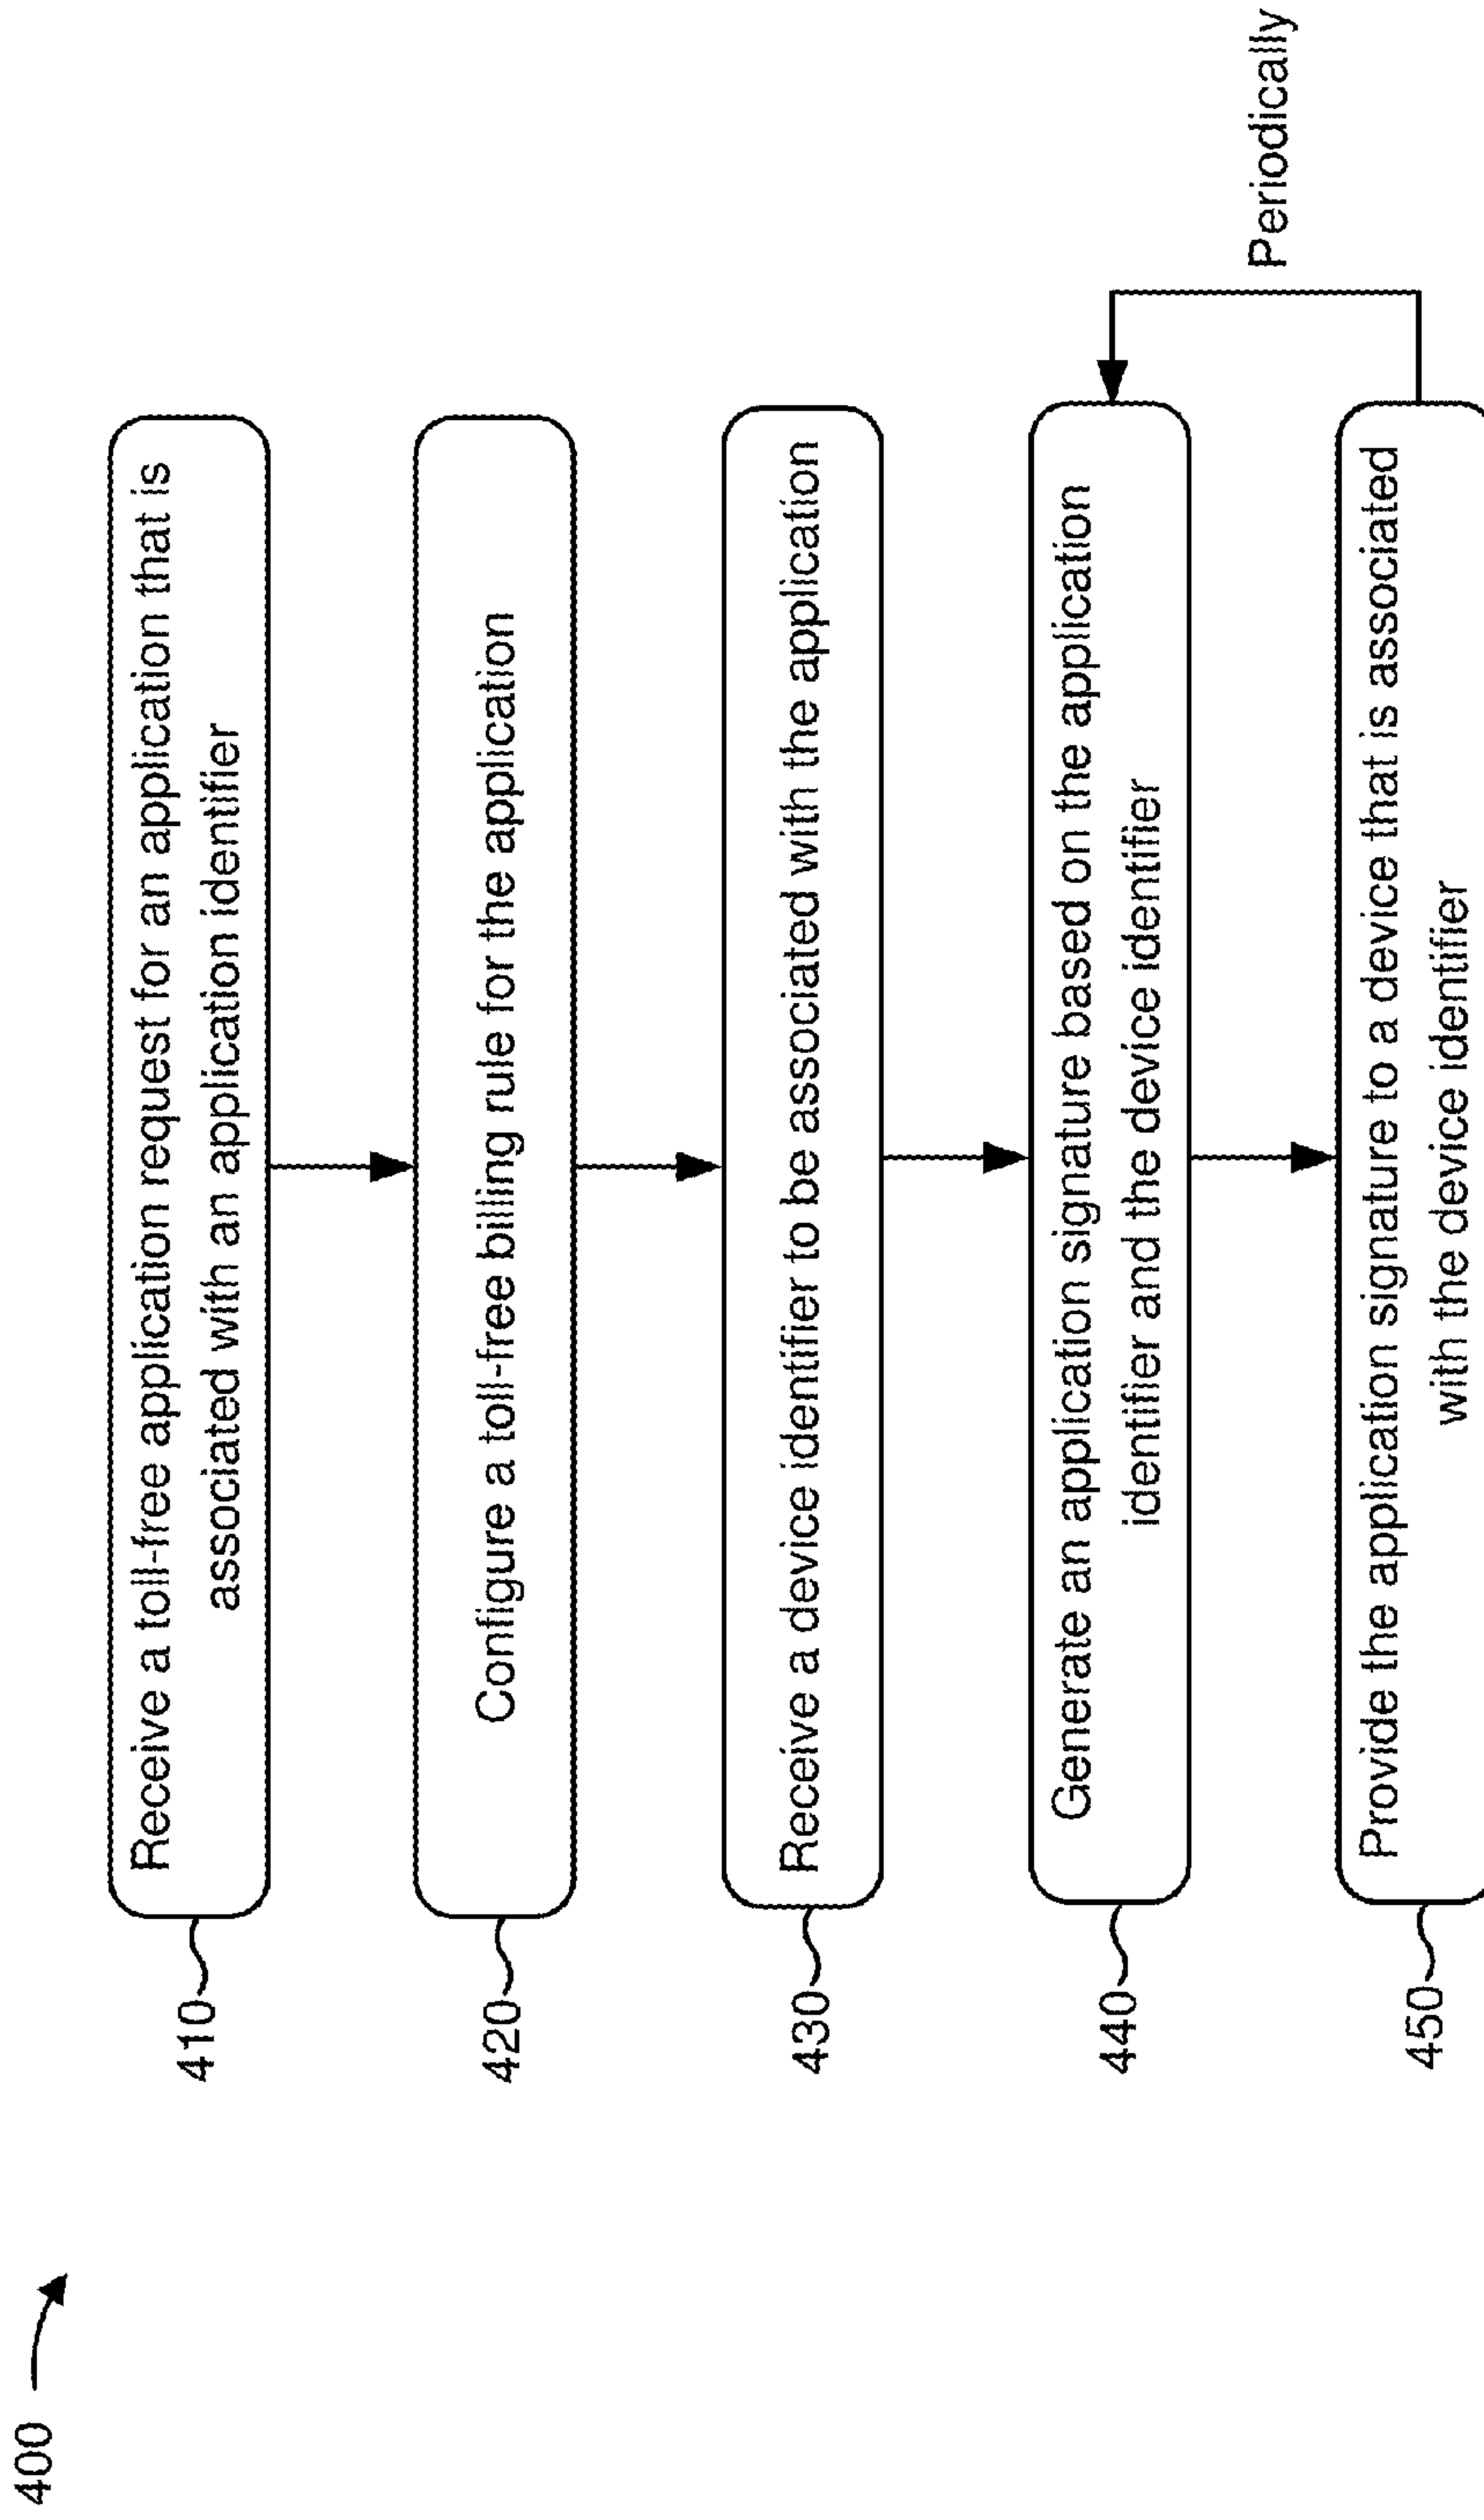 400
410
Receive a toll-free application request for an application that is
associated with an application identifier
420
Configure a toll-free billing rule for the application
430
Receive a device identifier to be associated with the application
440
Generate an application signature based on the application
identifier and the device identifier
Periodically
450
Provide the application signature to a device that is associated
with the device identifier